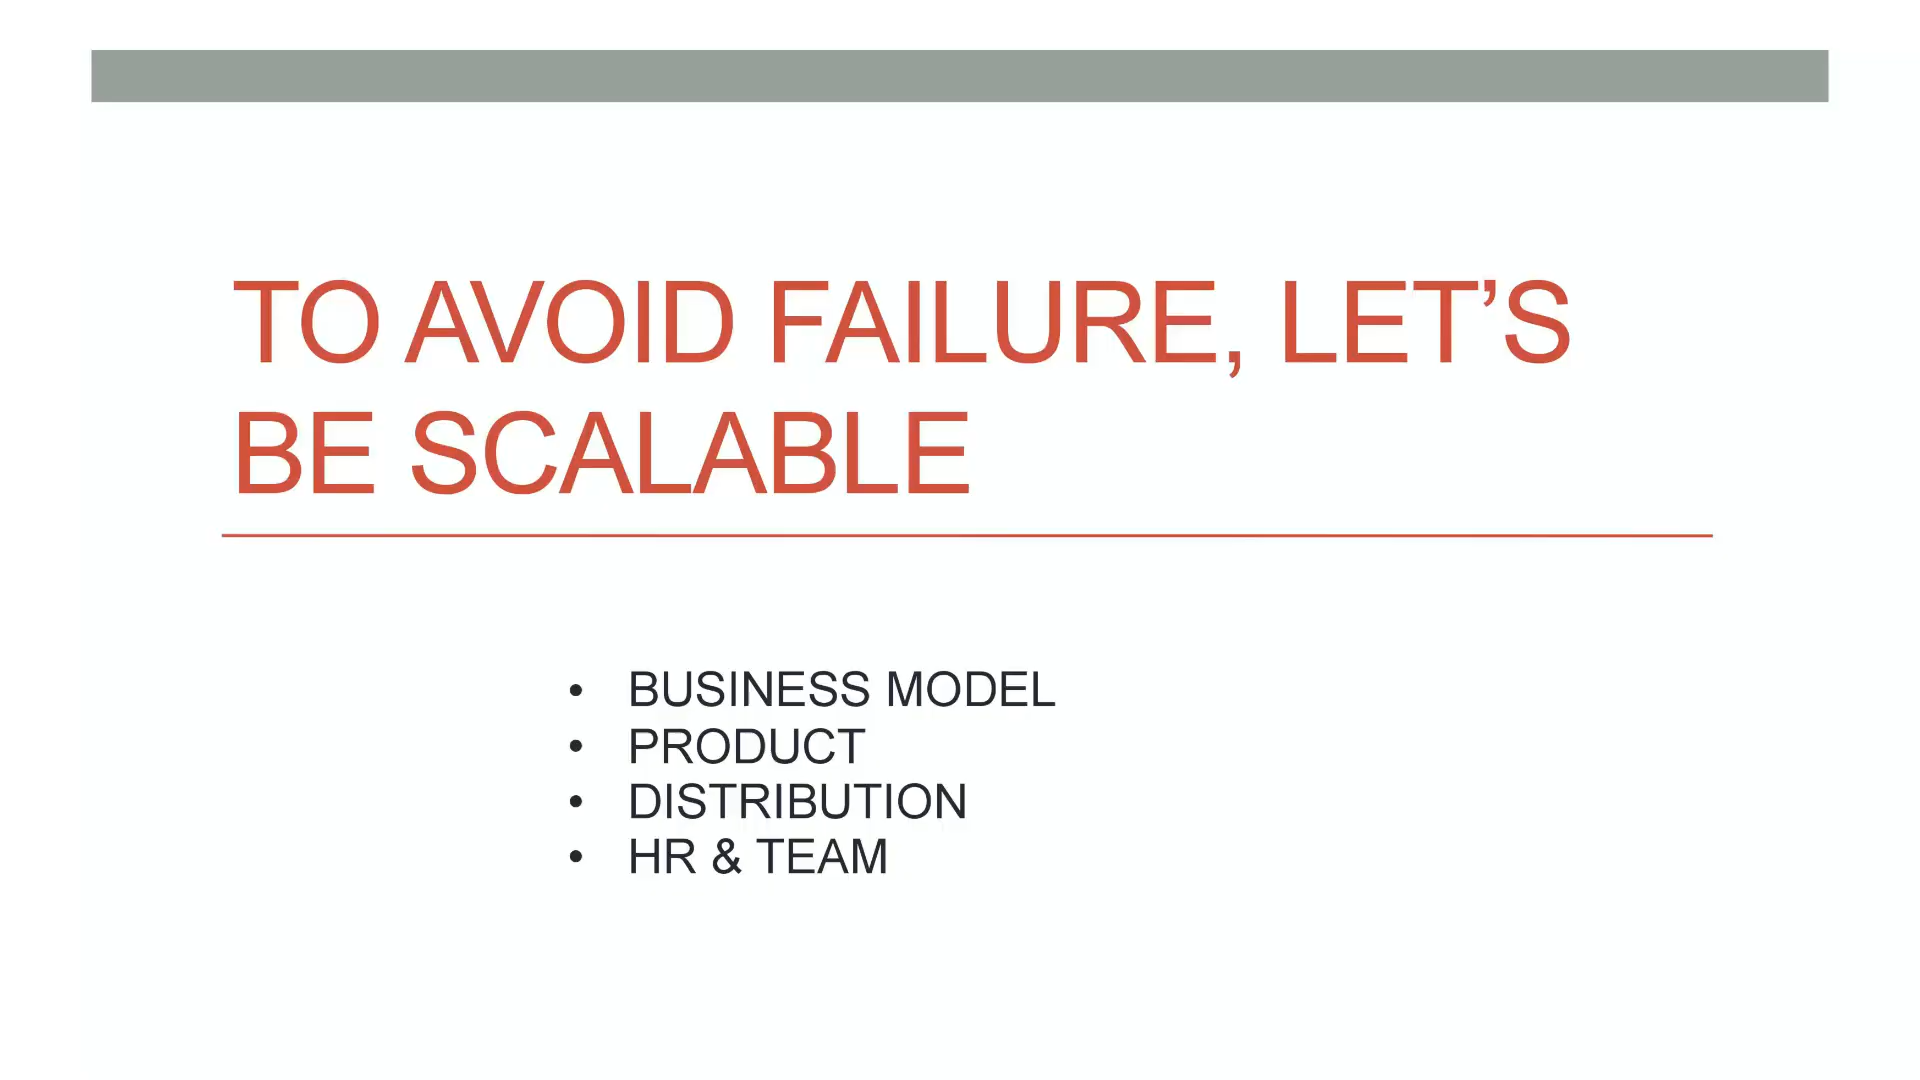 TO AVOID FAILURE, LET’S
BE SCALABLE
• BUSINESS MODEL
• PRODUCT
• DISTRIBUTION
• HR & TEAM